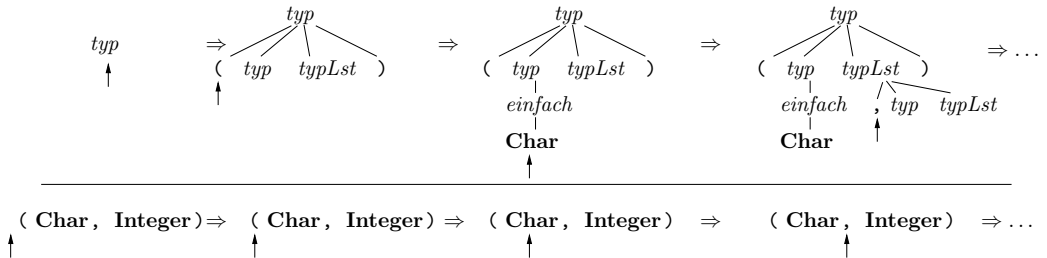 typ typ typ
typ ⇒ ⇒ ⇒ ⇒ ...
( typ typLst ) ( typ typLst ) ( typ typLst )
einfach einfach , typ typLst
Char Char
( Char , Integer ) ⇒ ( Char , Integer ) ⇒ ( Char , Integer ) ⇒ ( Char , Integer ) ⇒ ...